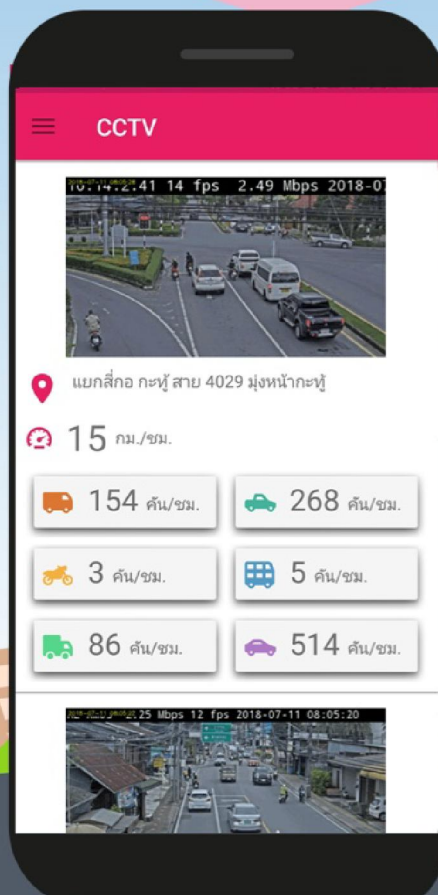 CCTV
10.14.2.41 14 fps 2.49 Mbps 2018-07
แยกสี่กอ กะทู้ สาย 4029 มุ่งหน้ากะทู้
15 กม./ชม.
154 คัน/ชม.
268 คัน/ชม.
3 คัน/ชม.
5 คัน/ชม.
86 คัน/ชม.
514 คัน/ชม.
25 Mbps 12 fps 2018-07-11 08:05:20